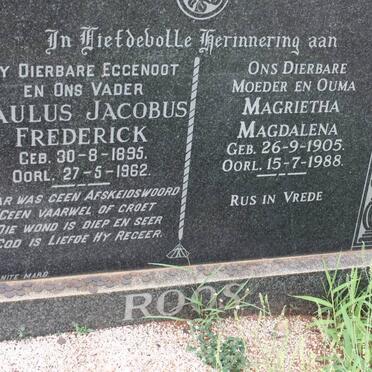 In Liefdevolle Herinnering aan
Y DIERBARE EGGENOOT
EN ONS VADER
AULUS JACOBUS
FREDERICK
GEB. 30-8-1895.
OORL. 27-5-1962.
AR WAS GEEN AFSKEIDSWOORD
GEEN VAARWEL OF GROET
DIE WOND IS DIEP EN SEER
GOD IS LIEFDE HY REGEER.
ONS DIERBARE
MOEDER EN OUMA
MAGRIETHA
MAGDALENA
GEB. 26-9-1905.
OORL. 15-7-1988.
RUS IN VREDE
NITE MARB
ROOS